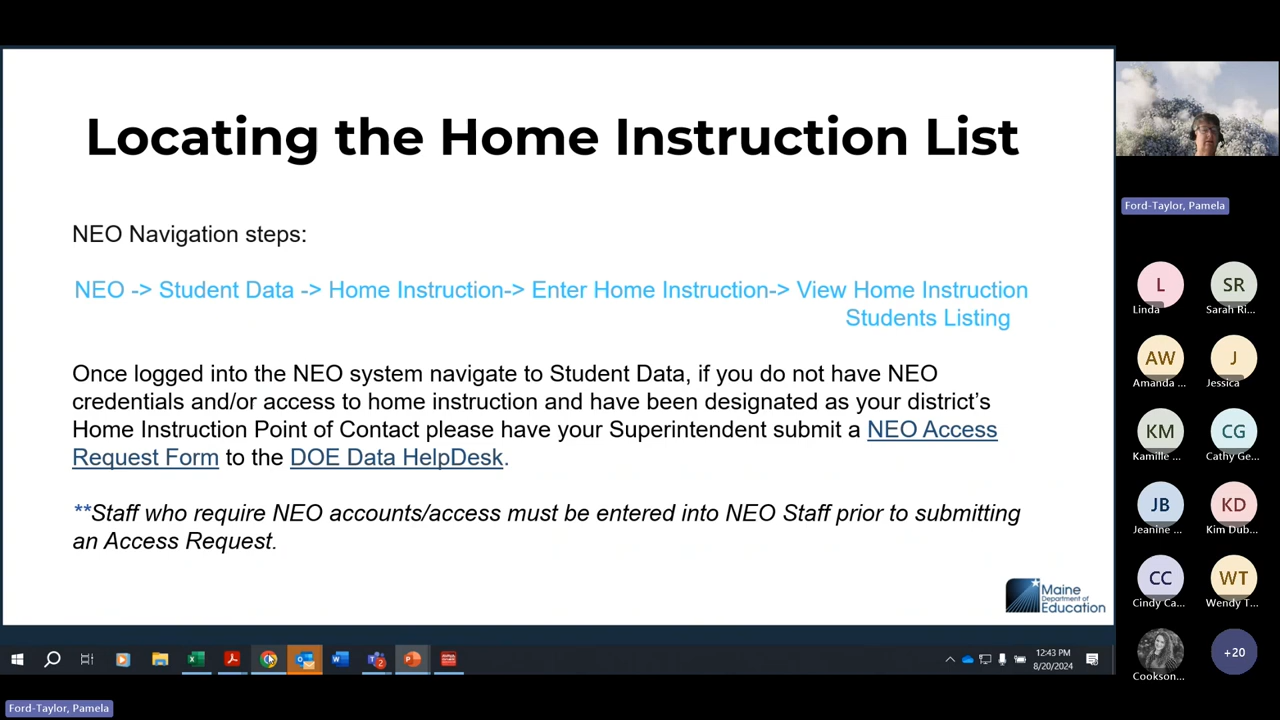 Locating the Home Instruction List
NEO Navigation steps:
NEO -> Student Data -> Home Instruction-> Enter Home Instruction-> View Home Instruction
Students Listing
Once logged into the NEO system navigate to Student Data, if you do not have NEO
credentials and/or access to home instruction and have been designated as your district’s
Home Instruction Point of Contact please have your Superintendent submit a NEO Access
Request Form to the DOE Data HelpDesk.
**Staff who require NEO accounts/access must be entered into NEO Staff prior to submitting
an Access Request.
Maine
Department of
Education
12:43 PM
8/20/2024
Ford-Taylor, Pamela
Ford-Taylor, Pamela
L
Linda
SR
Sarah Ri...
AW
Amanda ...
J
Jessica
KM
Kamille ...
CG
Cathy Ge...
JB
Jeanine ...
KD
Kim Dub...
CC
Cindy Ca...
WT
Wendy T...
Cookson...
+20